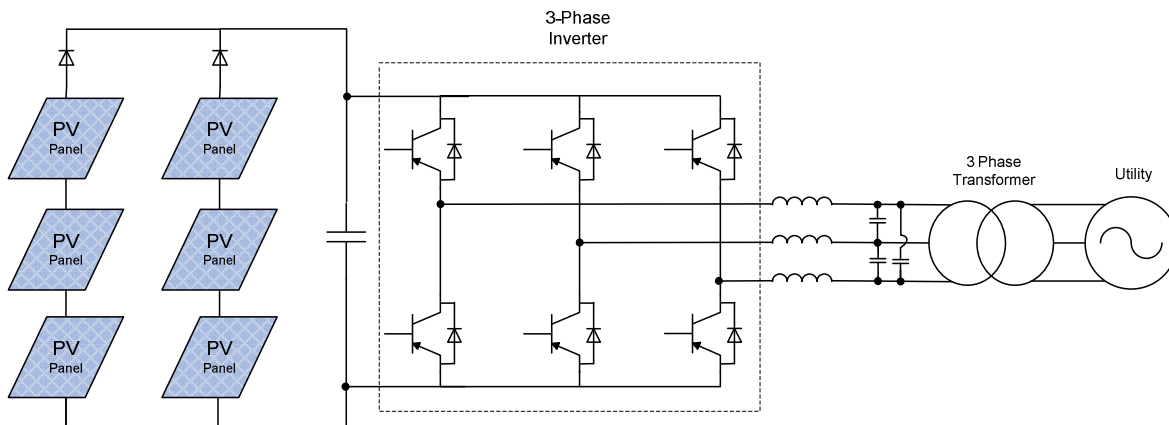 3-Phase
Inverter
PV
Panel
PV
Panel
PV
Panel
PV
Panel
PV
Panel
PV
Panel
3 Phase
Transformer
Utility